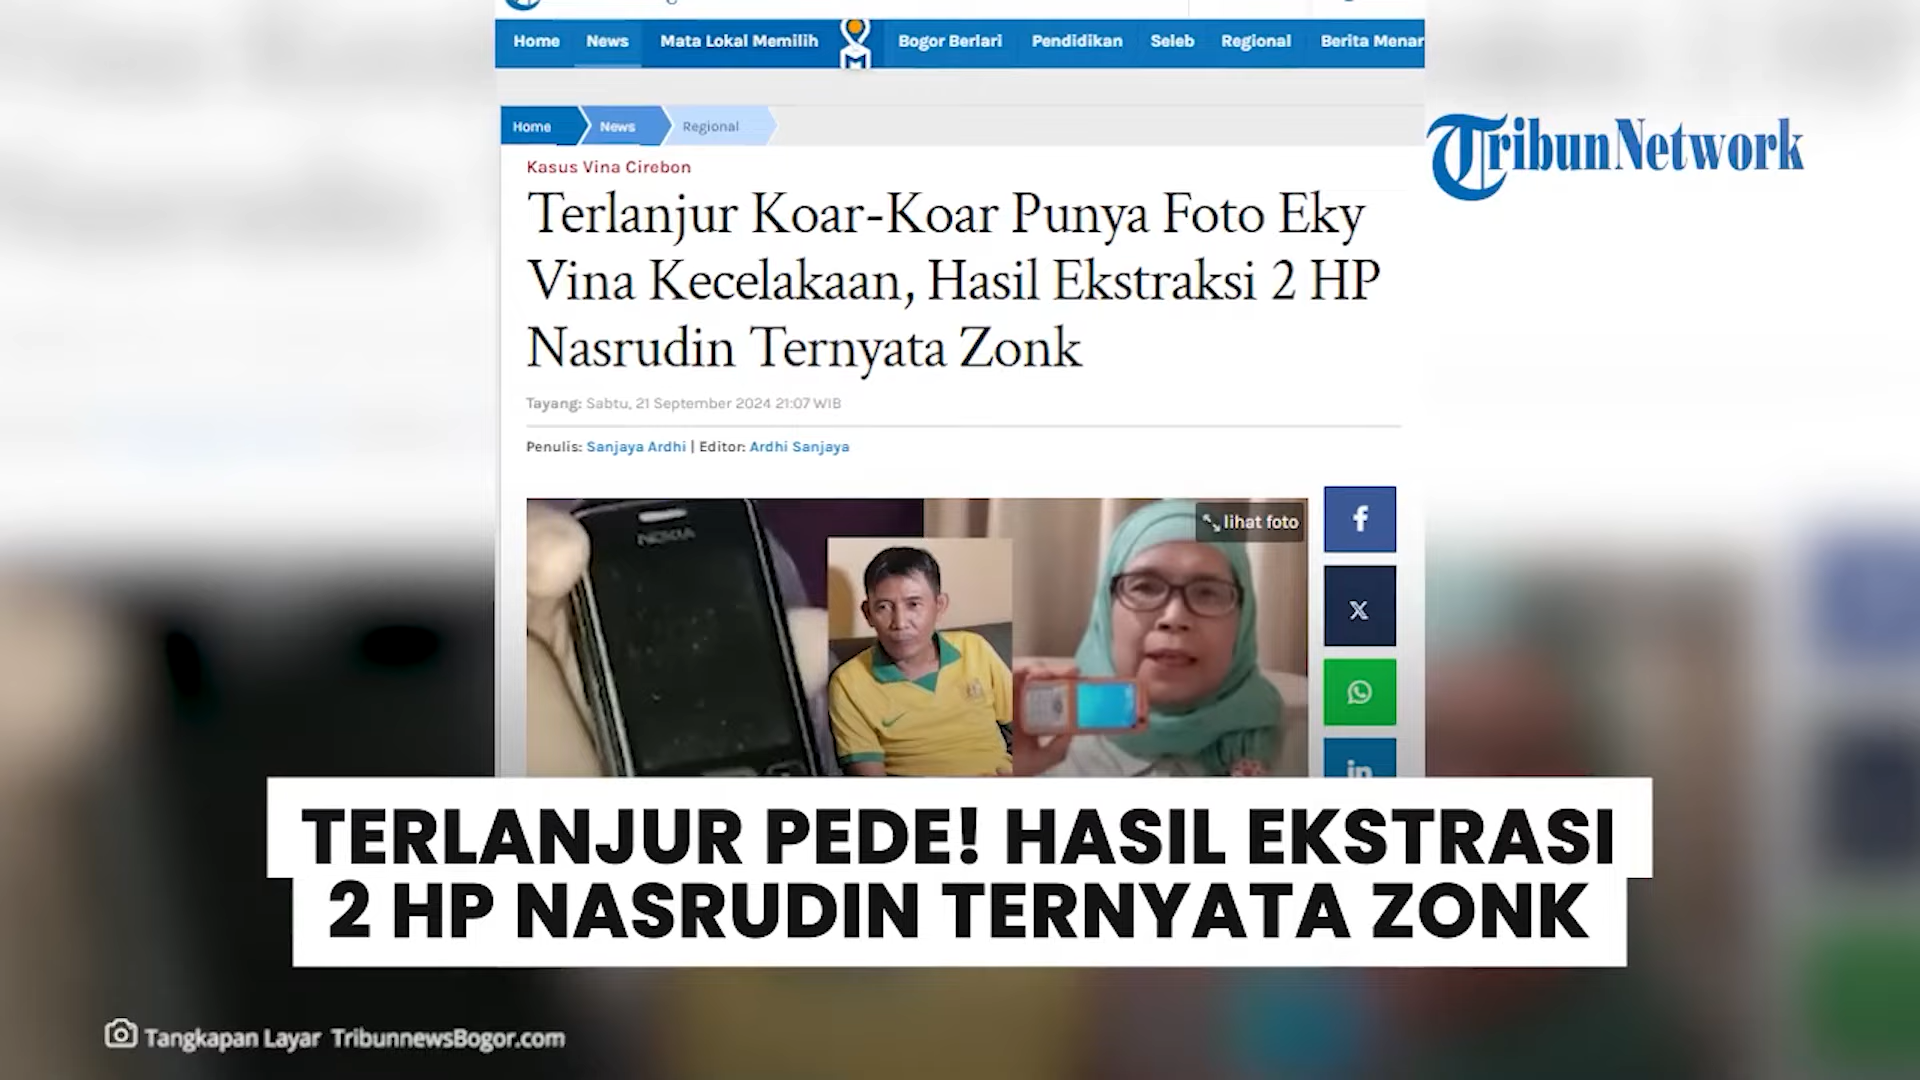 Home News Mata Lokal Memilih Bogor Berlari Pendidikan Seleb Regional Berita Menar
Home News Regional
TribunNetwork
Kasus Vina Cirebon
Terlanjur Koar-Koar Punya Foto Eky
Vina Kecelakaan, Hasil Ekstraksi 2 HP
Nasrudin Ternyata Zonk
Tayang: Sabtu, 21 September 2024 21:07 WIB
Penulis: Sanjaya Ardhi | Editor: Ardhi Sanjaya
lihat foto
NOKIA
TERLANJUR PEDE! HASIL EKSTRASI
2 HP NASRUDIN TERNYATA ZONK
Tangkapan Layar TribunnewsBogor.com